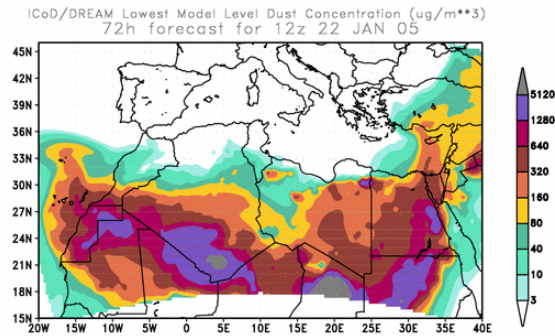 ICoD/DREAM Lowest Model Level Dust Concentration (ug/m**3)
72h forecast for 12z 22 JAN 05
45N
42N
39N
36N
33N
30N
27N
24N
21N
18N
15N
20W 15W 10W 5W 0 5E 10E 15E 20E 25E 30E 35E 40E
5120
1280
640
320
160
80
40
10
3